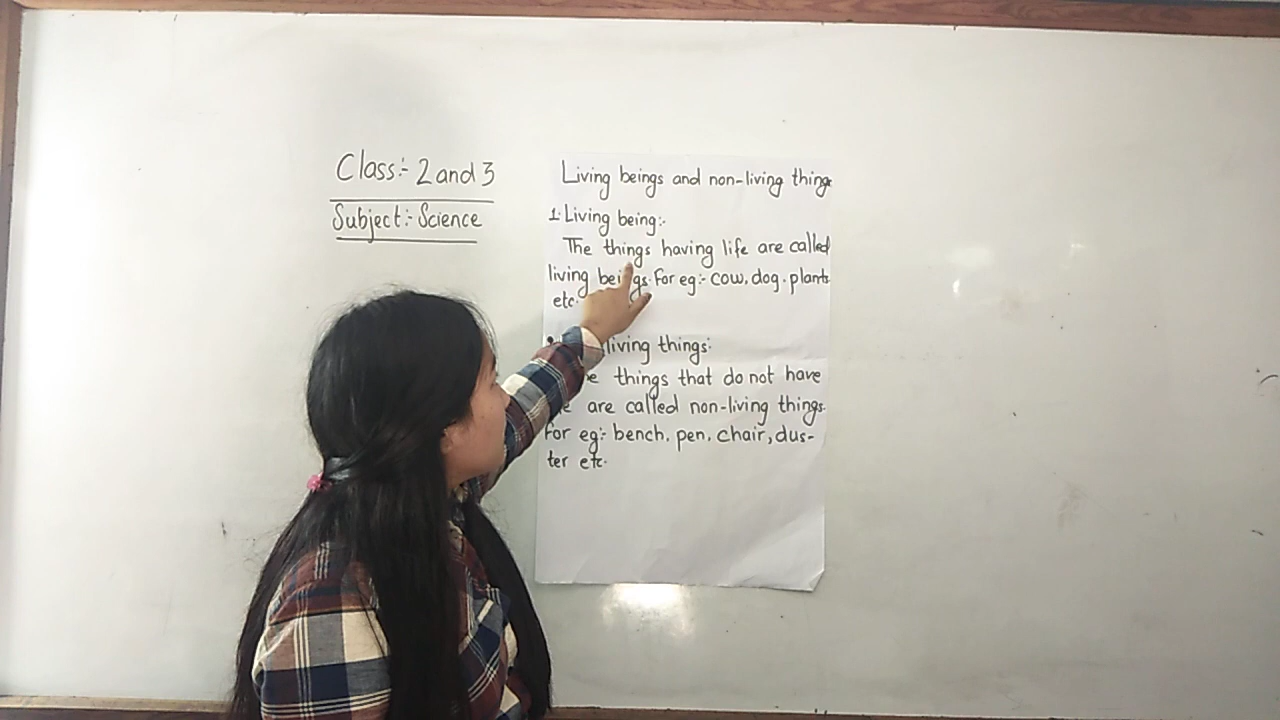 Class:- 2 and 3
Subject:- Science
Living beings and non-living things
1. Living being:-
The things having life are called
living beings. For eg:- cow, dog. plants
etc.
living things:
things that do not have
are called non-living things.
For eg:- bench, pen, chair, dus-
ter etc.